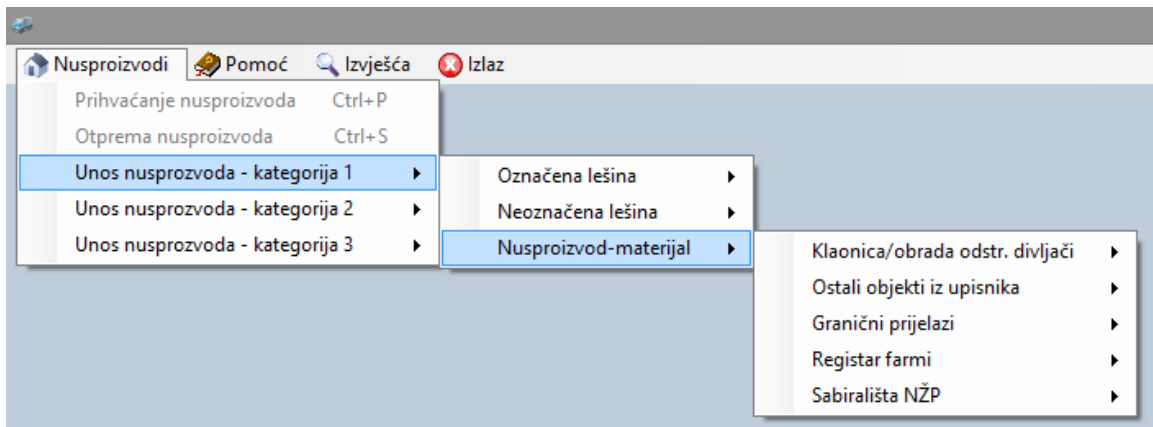 Nusproizvodi Pomoć Izvješća Izlaz
Prihvaćanje nusproizvoda Ctrl+P
Otprema nusproizvoda Ctrl+S
Unos nusprozvoda - kategorija 1
Unos nusprozvoda - kategorija 2
Unos nusprozvoda - kategorija 3
Označena lešina
Neoznačena lešina
Nusproizvod-materijal
Klaonica/obrada odstr. divljači
Ostali objekti iz upisnika
Granični prijelazi
Registar farmi
Sabirališta NŽP